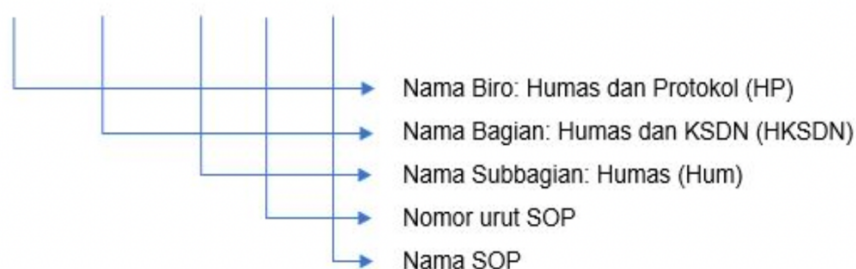 Nama Biro: Humas dan Protokol (HP)
Nama Bagian: Humas dan KSDN (HKSDN)
Nama Subbagian: Humas (Hum)
Nomor urut SOP
Nama SOP